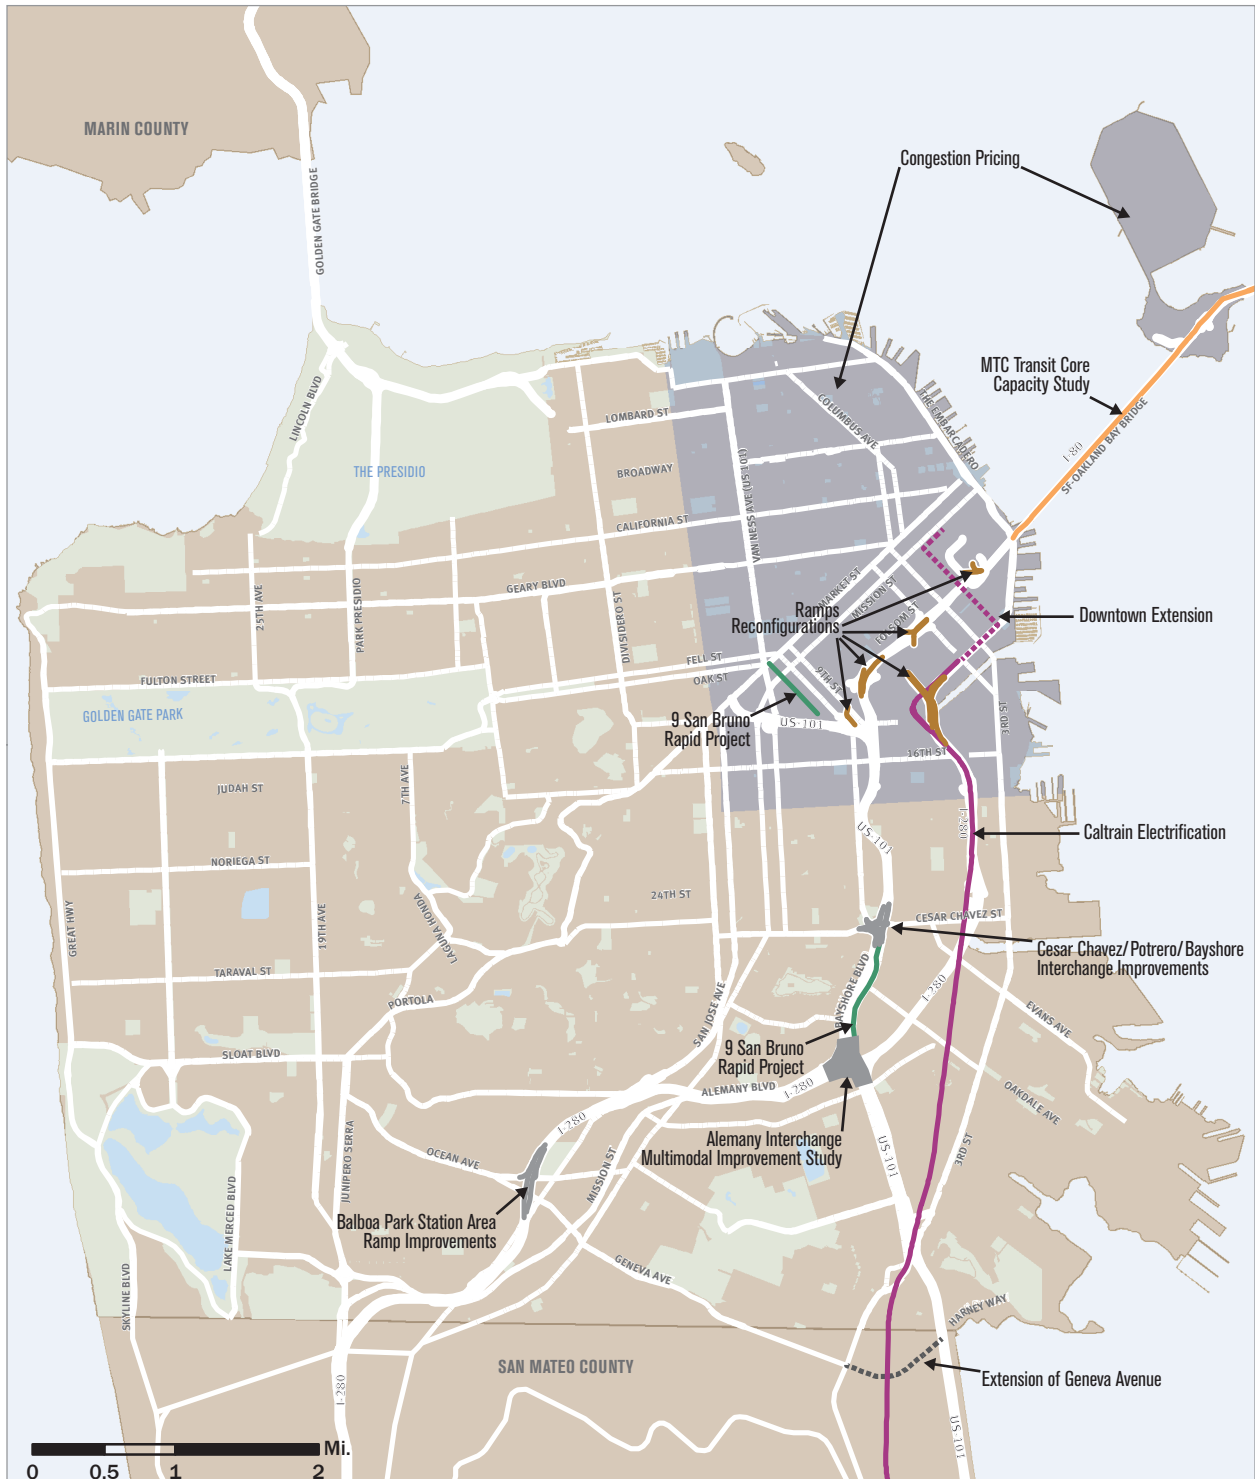 MARIN COUNTY
GOLDEN GATE BRIDGE
Congestion Pricing
MTC Transit Core
Capacity Study
I-80
SF-OAKLAND BAY BRIDGE
THE EMBARCADERO
COLUMBUS AVE
LINCOLN BLVD
LOMBARD ST
THE PRESIDIO
BROADWAY
VAN NESS AVE (US 101)
CALIFORNIA ST
25TH AVE
PARK PRESIDIO
GEARY BLVD
DIVISIDERO ST
MARKET ST
MISSION ST
FOLSOM ST
Ramps
Reconfigurations
Downtown Extension
FULTON STREET
FELL ST
OAK ST
9TH ST
GOLDEN GATE PARK
9 San Bruno
Rapid Project
US-101
3RD ST
16TH ST
JUDAH ST
7TH AVE
I-280
Caltrain Electrification
US-101
NORIEGA ST
24TH ST
CESAR CHAVEZ ST
GREAT HWY
19TH AVE
LAGUNA HONDA
Cesar Chavez/Potrero/Bayshore
Interchange Improvements
TARAVAL ST
PORTOLA
SAN JOSE AVE
BAYSHORE BLVD
I-280
EVANS AVE
SLOAT BLVD
9 San Bruno
Rapid Project
ALEMANY BLVD
I-280
OAKDALE AVE
I-280
Alemany Interchange
Multimodal Improvement Study
US-101
3RD ST
JUNIPERO SERRA
OCEAN AVE
MISSION ST
LAKE MERCED BLVD
Balboa Park Station Area
Ramp Improvements
SKYLINE BLVD
GENEVA AVE
HARNEY WAY
SAN MATEO COUNTY
Extension of Geneva Avenue
I-280
US-101
Mi.
0 0.5 1 2